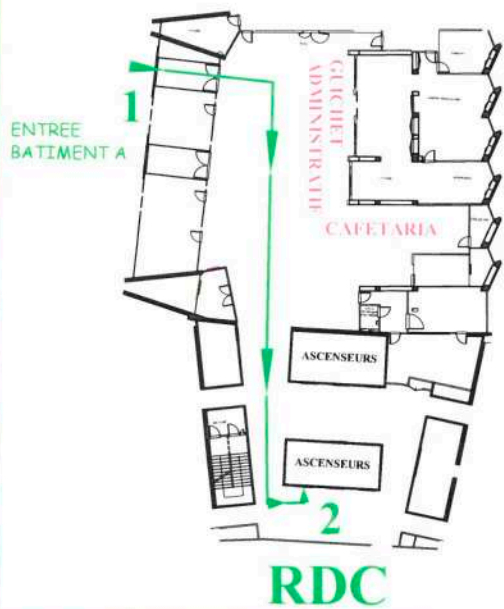 1
ENTREE
BATIMENT A
GUICHET
ADMINISTRATIF
CAFETARIA
ASCENSEURS
ASCENSEURS
2
RDC